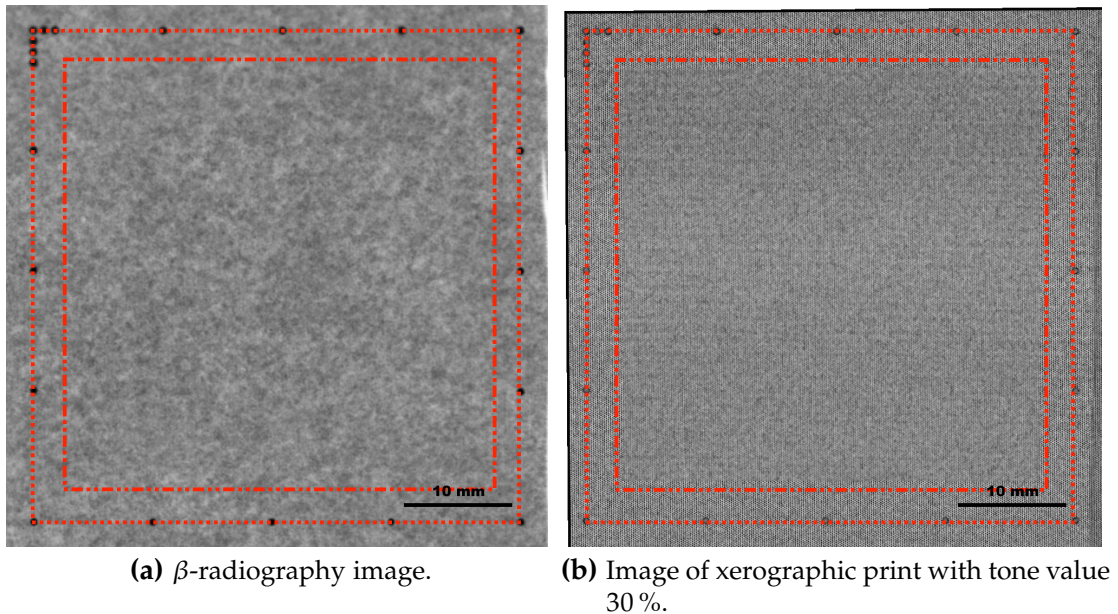 10 mm
10 mm
(a) β-radiography image.
(b) Image of xerographic print with tone value
30 %.